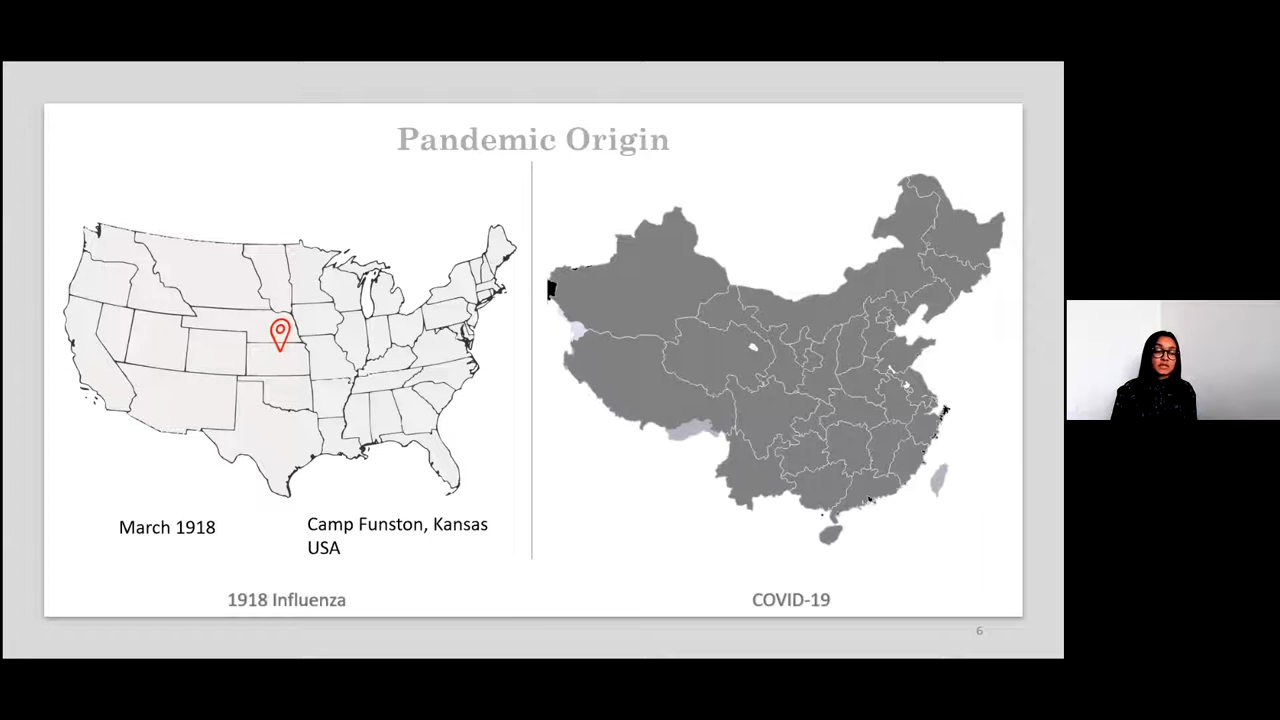 Pandemic Origin
March 1918
Camp Funston, Kansas
USA
1918 Influenza
COVID-19
6